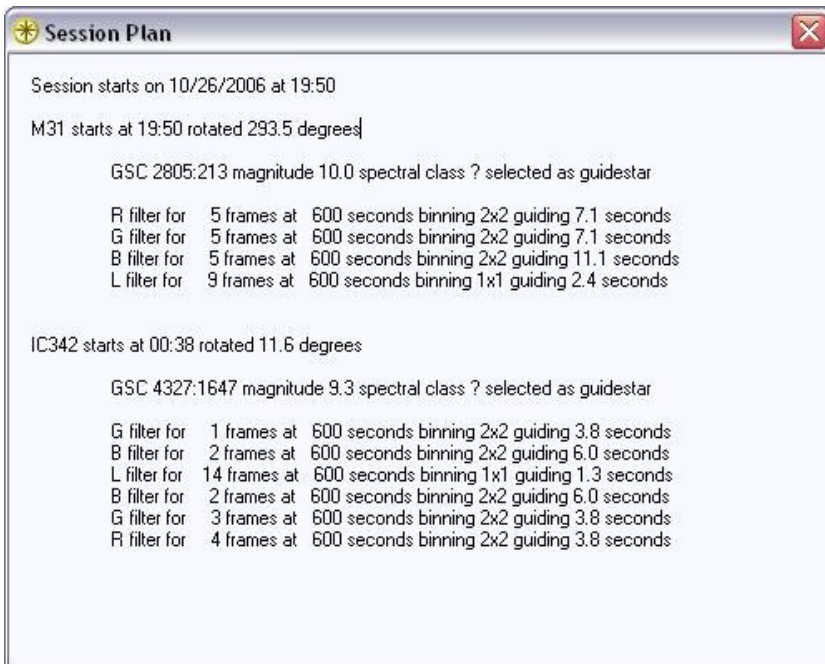 Session Plan
Session starts on 10/26/2006 at 19:50
M31 starts at 19:50 rotated 293.5 degrees
GSC 2805:213 magnitude 10.0 spectral class ? selected as guidestar
R filter for 5 frames at 600 seconds binning 2x2 guiding 7.1 seconds
G filter for 5 frames at 600 seconds binning 2x2 guiding 7.1 seconds
B filter for 5 frames at 600 seconds binning 2x2 guiding 11.1 seconds
L filter for 9 frames at 600 seconds binning 1x1 guiding 2.4 seconds
IC342 starts at 00:38 rotated 11.6 degrees
GSC 4327:1647 magnitude 9.3 spectral class ? selected as guidestar
G filter for 1 frames at 600 seconds binning 2x2 guiding 3.8 seconds
B filter for 2 frames at 600 seconds binning 2x2 guiding 6.0 seconds
L filter for 14 frames at 600 seconds binning 1x1 guiding 1.3 seconds
B filter for 2 frames at 600 seconds binning 2x2 guiding 6.0 seconds
G filter for 3 frames at 600 seconds binning 2x2 guiding 3.8 seconds
R filter for 4 frames at 600 seconds binning 2x2 guiding 3.8 seconds